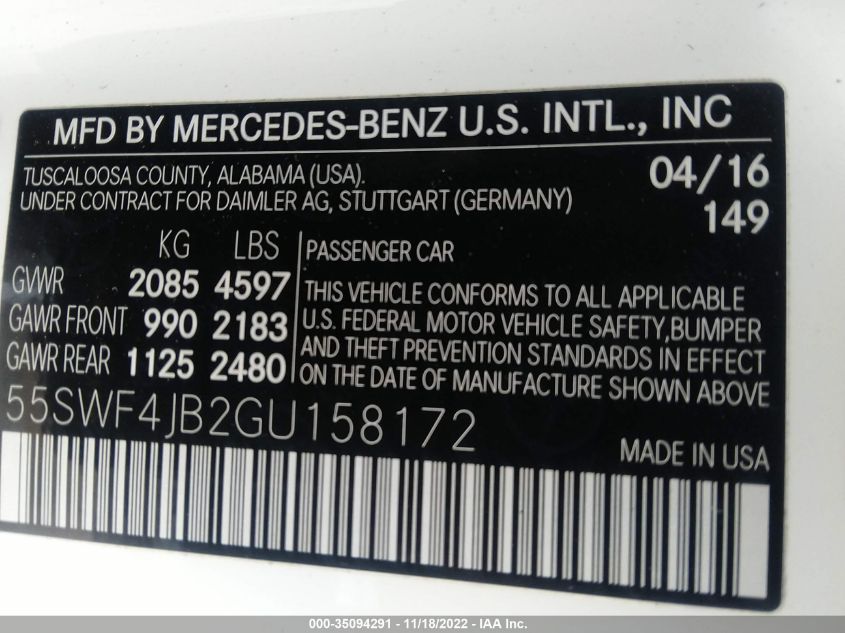 MFD BY MERCEDES-BENZ U.S. INTL., INC
TUSCALOOSA COUNTY, ALABAMA (USA).
UNDER CONTRACT FOR DAIMLER AG, STUTTGART (GERMANY)
04/16
149
KG LBS
GVWR 2085 4597
GAWR FRONT 990 2183
GAWR REAR 1125 2480
PASSENGER CAR
THIS VEHICLE CONFORMS TO ALL APPLICABLE
U.S. FEDERAL MOTOR VEHICLE SAFETY,BUMPER
AND THEFT PREVENTION STANDARDS IN EFFECT
ON THE DATE OF MANUFACTURE SHOWN ABOVE
55SWF4JB2GU158172
MADE IN USA
000-35094291 - 11/18/2022 - IAA Inc.